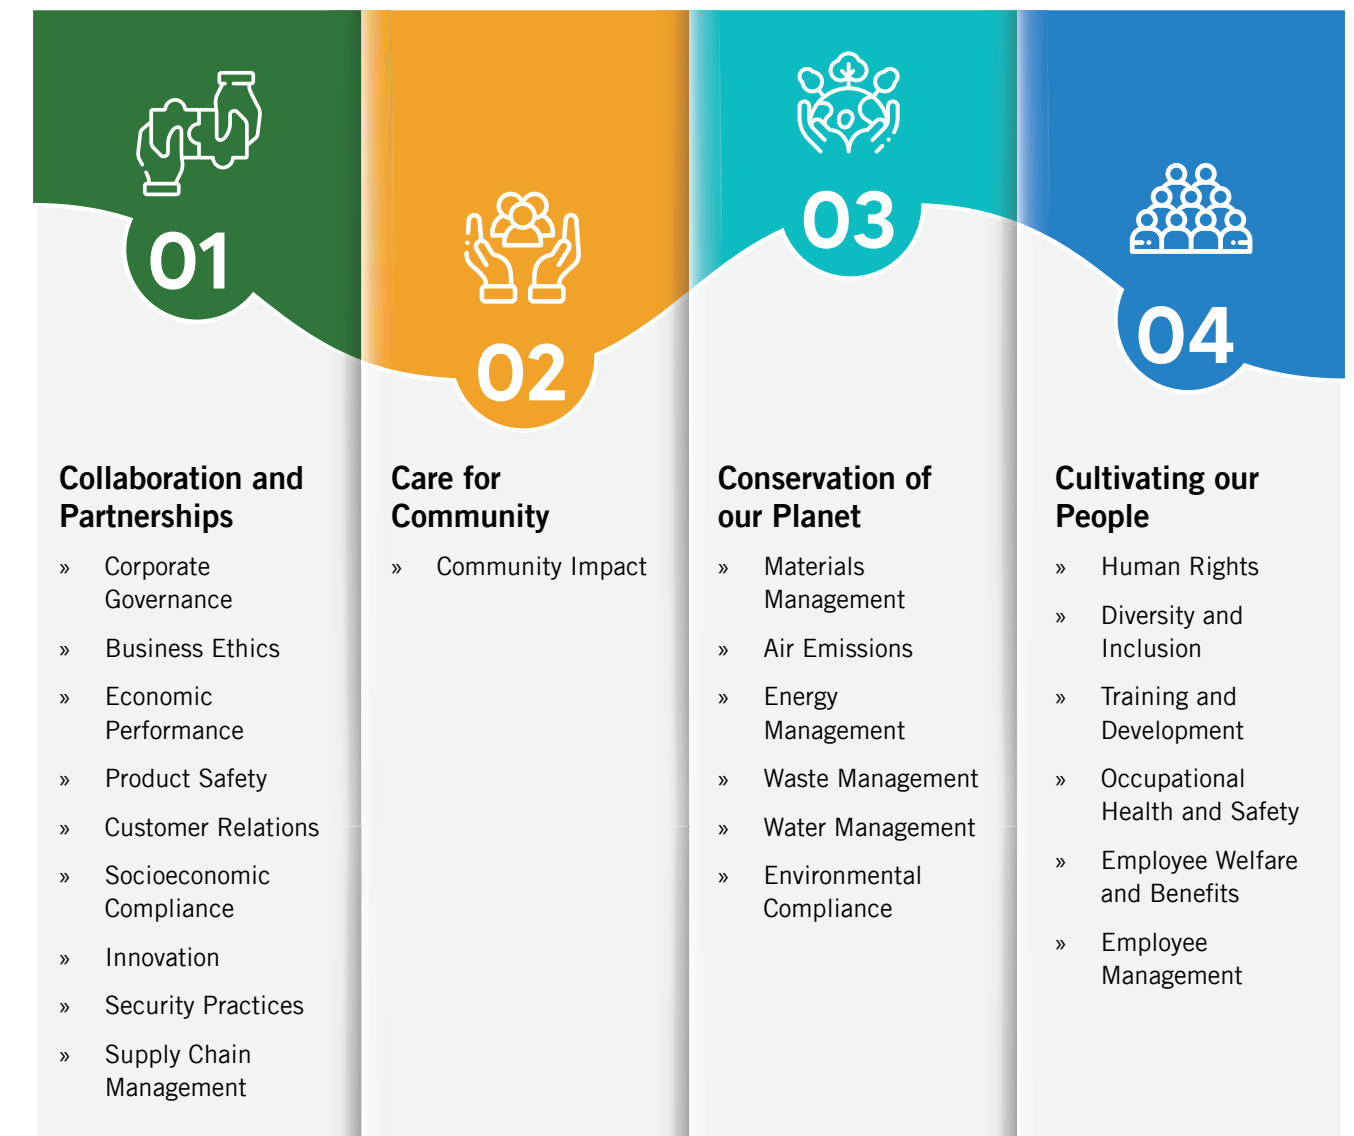 01
Collaboration and
Partnerships
» Corporate
Governance
» Business Ethics
» Economic
Performance
» Product Safety
» Customer Relations
» Socioeconomic
Compliance
» Innovation
» Security Practices
» Supply Chain
Management
02
Care for
Community
» Community Impact
03
Conservation of
our Planet
» Materials
Management
» Air Emissions
» Energy
Management
» Waste Management
» Water Management
» Environmental
Compliance
04
Cultivating our
People
» Human Rights
» Diversity and
Inclusion
» Training and
Development
» Occupational
Health and Safety
» Employee Welfare
and Benefits
» Employee
Management